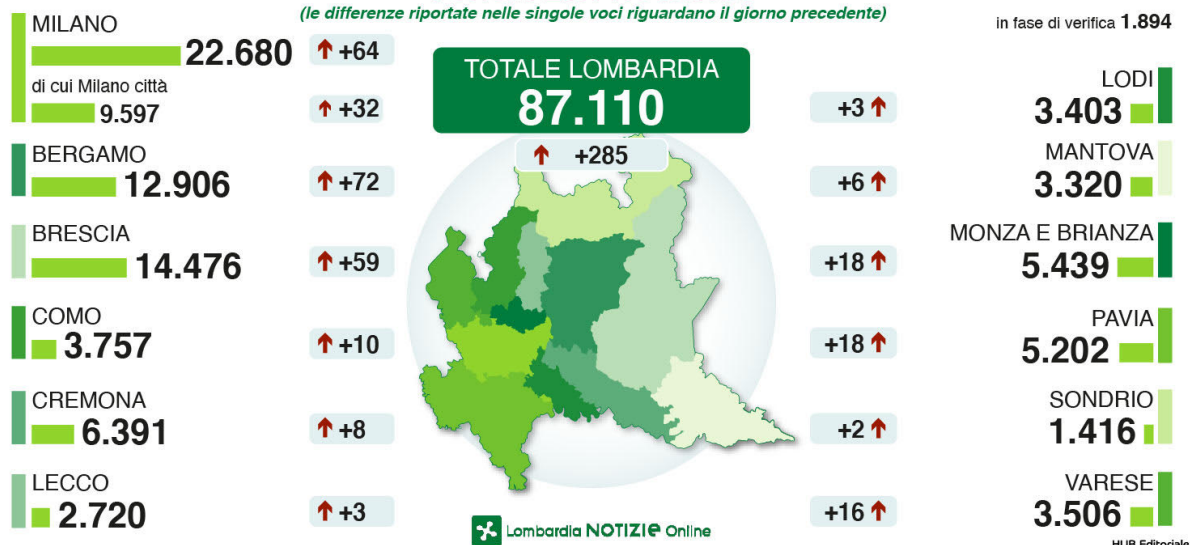 (le differenze riportate nelle singole voci riguardano il giorno precedente)
in fase di verifica 1.894
MILANO
22.680
+64
di cui Milano città
9.597
+32
BERGAMO
12.906
+72
BRESCIA
14.476
+59
COMO
3.757
+10
CREMONA
6.391
+8
LECCO
2.720
+3
TOTALE LOMBARDIA
87.110
+285
LODI
3.403
+3
MANTOVA
3.320
+6
MONZA E BRIANZA
5.439
+18
PAVIA
5.202
+18
SONDRIO
1.416
+2
VARESE
3.506
+16
Lombardia NOTIZIE Online
HUB Editoriale